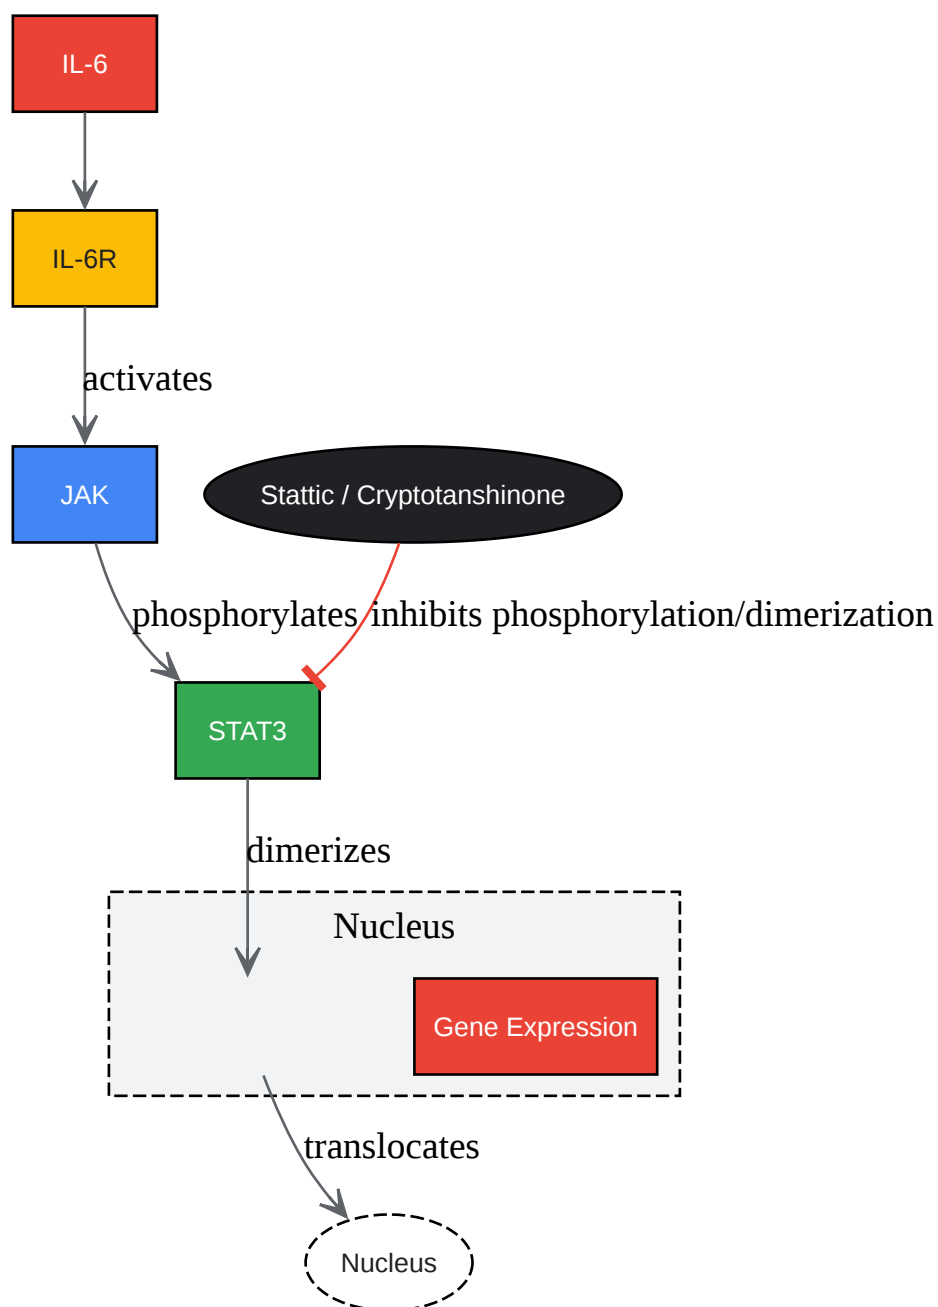 IL-6
IL-6R
activates
JAK
Stattic / Cryptotanshinone
phosphorylates
inhibits phosphorylation/dimerization
STAT3
dimerizes
Nucleus
Gene Expression
translocates
Nucleus